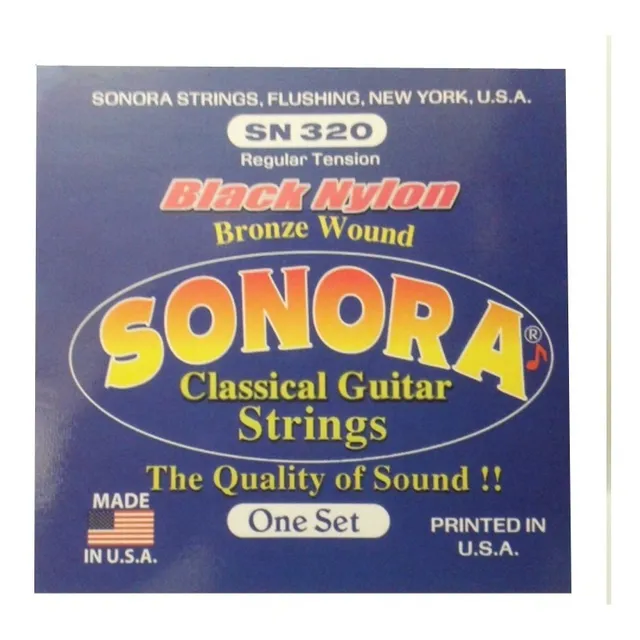 SONORA STRINGS, FLUSHING, NEW YORK, U.S.A.
SN 320
Regular Tension
Black Nylon
Bronze Wound
SONORA®
Classical Guitar
Strings
The Quality of Sound !!
MADE
IN U.S.A.
One Set
PRINTED IN
U.S.A.